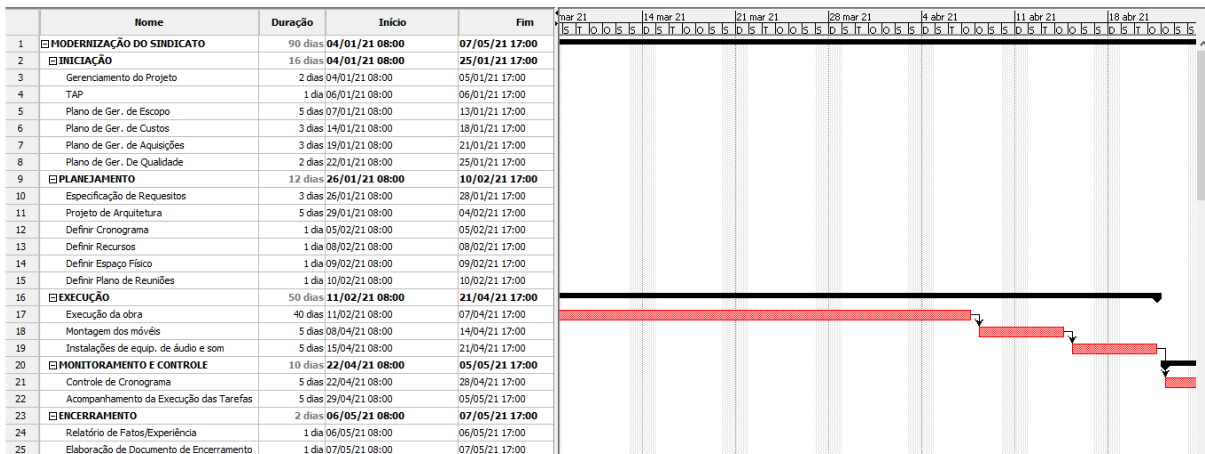 Nome Duração Início Fim
mar 21 14 mar 21 21 mar 21 28 mar 21 4 abr 21 11 abr 21 18 abr 21
S T Q Q S S D S T Q Q S S D S T Q Q S S D S T Q Q S S D S T Q Q S S D S T Q Q S S D S T Q Q S S
1 MODERNIZAÇÃO DO SINDICATO 90 dias 04/01/21 08:00 07/05/21 17:00
2 INICIAÇÃO 16 dias 04/01/21 08:00 25/01/21 17:00
3 Gerenciamento do Projeto 2 dias 04/01/21 08:00 05/01/21 17:00
4 TAP 1 dia 06/01/21 08:00 06/01/21 17:00
5 Plano de Ger. de Escopo 5 dias 07/01/21 08:00 13/01/21 17:00
6 Plano de Ger. de Custos 3 dias 14/01/21 08:00 18/01/21 17:00
7 Plano de Ger. de Aquisições 3 dias 19/01/21 08:00 21/01/21 17:00
8 Plano de Ger. De Qualidade 2 dias 22/01/21 08:00 25/01/21 17:00
9 PLANEJAMENTO 12 dias 26/01/21 08:00 10/02/21 17:00
10 Especificação de Requesitos 3 dias 26/01/21 08:00 28/01/21 17:00
11 Projeto de Arquitetura 5 dias 29/01/21 08:00 04/02/21 17:00
12 Definir Cronograma 1 dia 05/02/21 08:00 05/02/21 17:00
13 Definir Recursos 1 dia 08/02/21 08:00 08/02/21 17:00
14 Definir Espaço Físico 1 dia 09/02/21 08:00 09/02/21 17:00
15 Definir Plano de Reuniões 1 dia 10/02/21 08:00 10/02/21 17:00
16 EXECUÇÃO 50 dias 11/02/21 08:00 21/04/21 17:00
17 Execução da obra 40 dias 11/02/21 08:00 07/04/21 17:00
18 Montagem dos móvéis 5 dias 08/04/21 08:00 14/04/21 17:00
19 Instalações de equip. de áudio e som 5 dias 15/04/21 08:00 21/04/21 17:00
20 MONITORAMENTO E CONTROLE 10 dias 22/04/21 08:00 05/05/21 17:00
21 Controle de Cronograma 5 dias 22/04/21 08:00 28/04/21 17:00
22 Acompanhamento da Execução das Tarefas 5 dias 29/04/21 08:00 05/05/21 17:00
23 ENCERRAMENTO 2 dias 06/05/21 08:00 07/05/21 17:00
24 Relatório de Fatos/Experiência 1 dia 06/05/21 08:00 06/05/21 17:00
25 Elaboração de Documento de Encerramento 1 dia 07/05/21 08:00 07/05/21 17:00